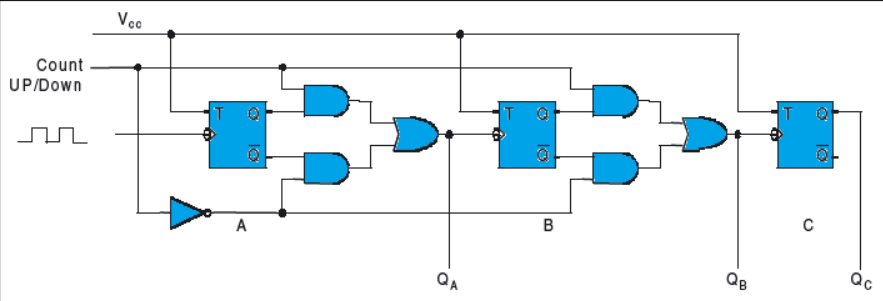 Vcc
Count
UP/Down
T Q
Q̅
A
T Q
Q̅
B
T Q
Q̅
C
QA
QB
QC